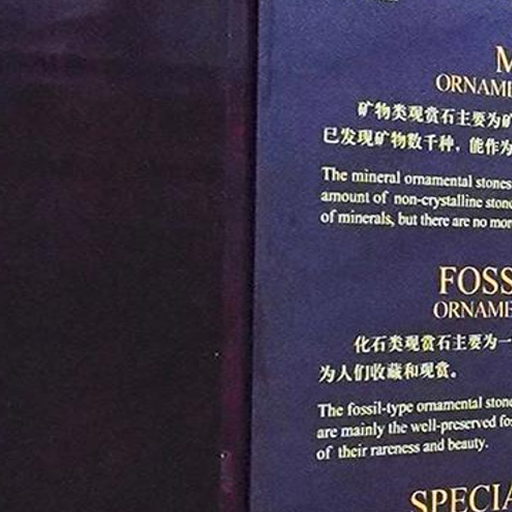 M
ORNAME
矿物类观赏石主要为矿
已发现矿物数千种，能作为
The mineral ornamental stones
amount of non-crystalline stone
of minerals, but there are no more
FOSS
ORNAME
化石类观赏石主要为一
为人们收藏和观赏。
The fossil-type ornamental stone
are mainly the well-preserved fos
of their rareness and beauty.
SPECIA